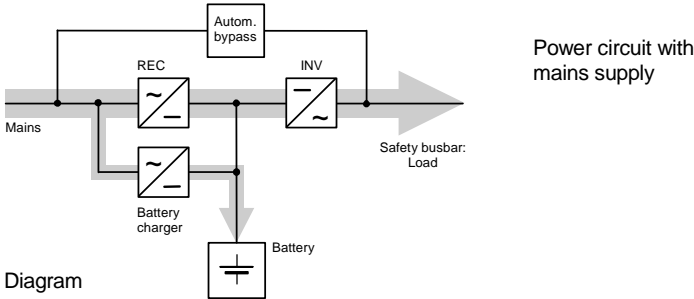 Autom.
bypass
Power circuit with
mains supply
REC
INV
Mains
Safety busbar:
Load
Battery
charger
Battery
Diagram